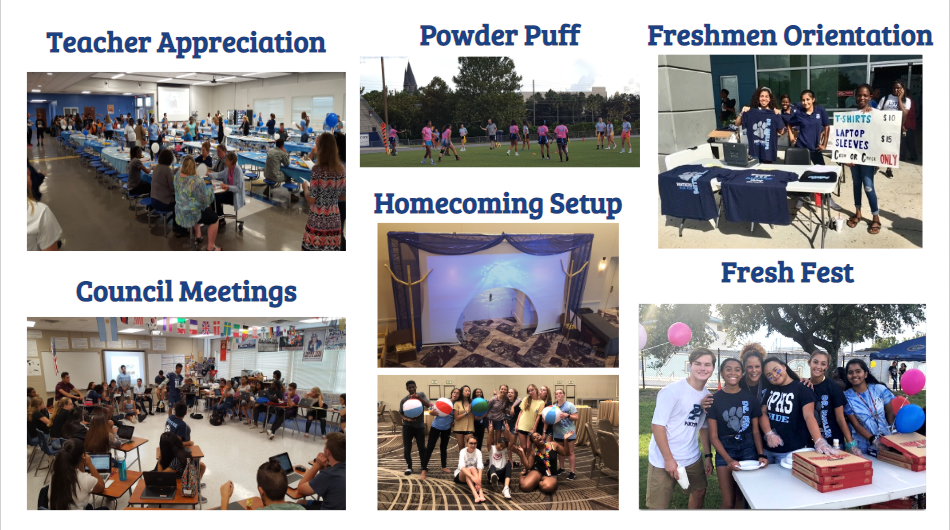 Teacher Appreciation
Powder Puff
Freshmen Orientation
T-SHIRTS $10
LAPTOP
SLEEVES $15
CASH OR CHECK ONLY
Homecoming Setup
Council Meetings
Fresh Fest
PHS